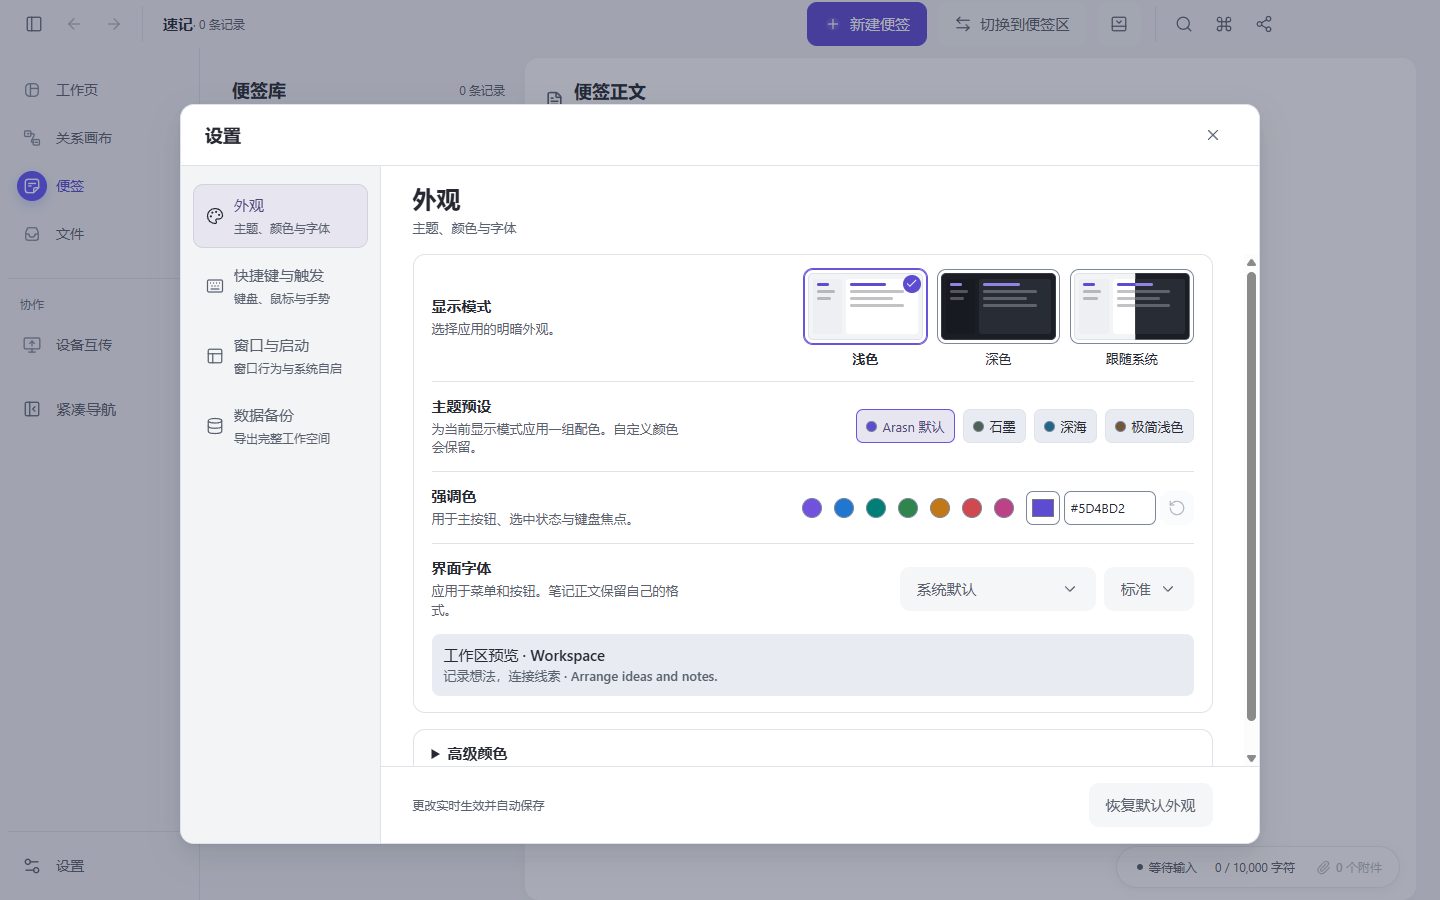 速记 0 条记录
新建便签
切换到便签区
工作页
关系画布
便签
文件
协作
设备互传
紧凑导航
设置
便签库
0 条记录
便签正文
设置
外观
主题、颜色与字体
快捷键与触发
键盘、鼠标与手势
窗口与启动
窗口行为与系统自启
数据备份
导出完整工作空间
外观
主题、颜色与字体
显示模式
选择应用的明暗外观。
浅色
深色
跟随系统
主题预设
为当前显示模式应用一组配色。自定义颜色
会保留。
Arasn 默认
石墨
深海
极简浅色
强调色
用于主按钮、选中状态与键盘焦点。
#5D4BD2
界面字体
应用于菜单和按钮。笔记正文保留自己的格
式。
系统默认
标准
工作区预览 · Workspace
记录想法，连接线索 · Arrange ideas and notes.
高级颜色
更改实时生效并自动保存
恢复默认外观
等待输入
0 / 10,000 字符
0 个附件